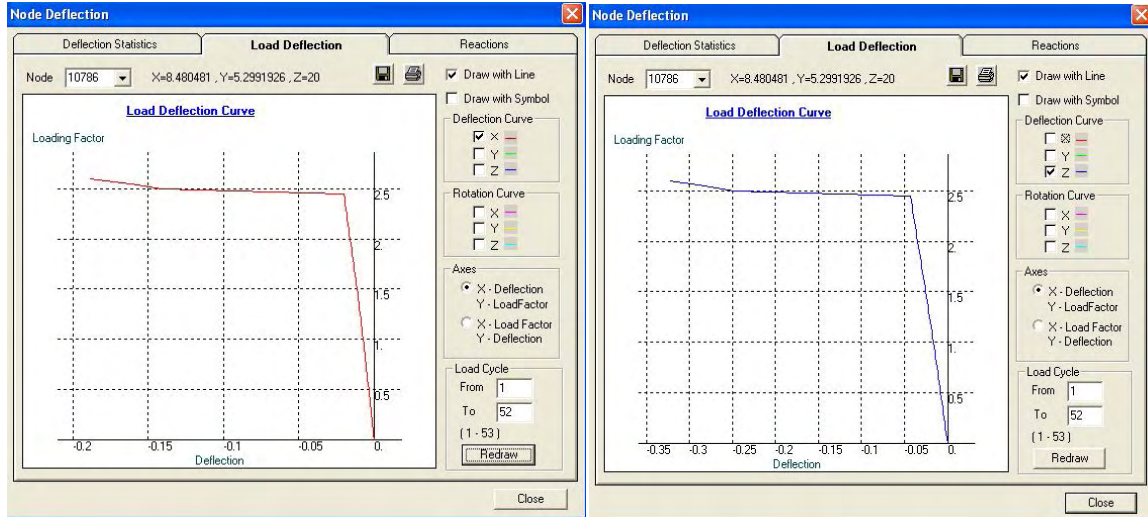 Node Deflection
Deflection Statistics Load Deflection Reactions
Node 10786 X=8.480481 , Y=5.2991926 , Z=20
Draw with Line
Draw with Symbol
Load Deflection Curve
Loading Factor
2.5
2.
1.5
1.
0.5
-0.2 -0.15 -0.1 -0.05 0.
Deflection
Deflection Curve
X
Y
Z
Rotation Curve
X
Y
Z
Axes
X - Deflection
Y - LoadFactor
X - Load Factor
Y - Deflection
Load Cycle
From 1
To 52
( 1 - 53 )
Redraw
Close
Node Deflection
Deflection Statistics Load Deflection Reactions
Node 10786 X=8.480481 , Y=5.2991926 , Z=20
Draw with Line
Draw with Symbol
Load Deflection Curve
Loading Factor
2.5
2.
1.5
1.
0.5
-0.35 -0.3 -0.25 -0.2 -0.15 -0.1 -0.05 0.
Deflection
Deflection Curve
X
Y
Z
Rotation Curve
X
Y
Z
Axes
X - Deflection
Y - LoadFactor
X - Load Factor
Y - Deflection
Load Cycle
From 1
To 52
( 1 - 53 )
Redraw
Close